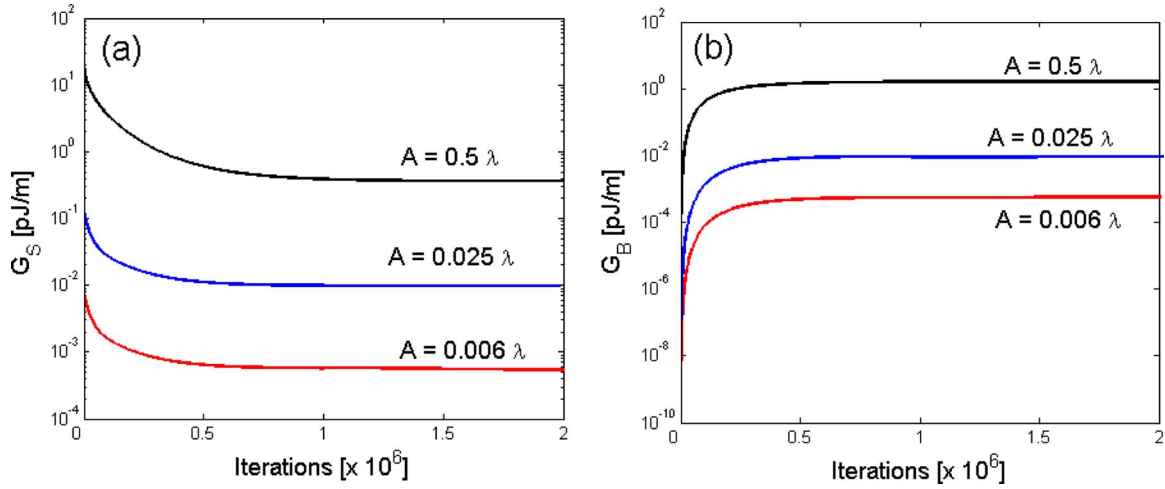 (a)
10^2
10^1
10^0
10^-1
10^-2
10^-3
10^-4
G_S [pJ/m]
A = 0.5 λ
A = 0.025 λ
A = 0.006 λ
0 0.5 1 1.5 2
Iterations [x 10^6]
(b)
10^2
10^0
10^-2
10^-4
10^-6
10^-8
10^-10
G_B [pJ/m]
A = 0.5 λ
A = 0.025 λ
A = 0.006 λ
0 0.5 1 1.5 2
Iterations [x 10^6]